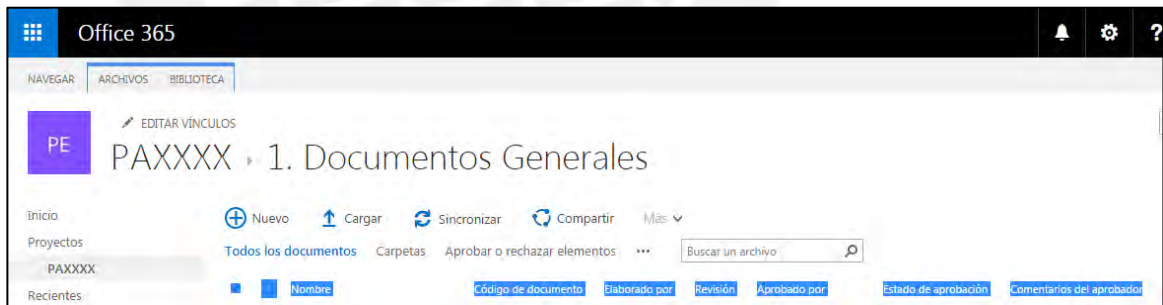 Office 365 ?
NAVEGAR ARCHIVOS BIBLIOTECA
EDITAR VÍNCULOS
PE
PAXXXX 1. Documentos Generales
Inicio
Nuevo Cargar Sincronizar Compartir Más
Proyectos
Todos los documentos Carpetas Aprobar o rechazar elementos ... Buscar un archivo
PAXXXX
Recientes
Nombre Código de documento Elaborado por Revisión Aprobado por Estado de aprobación Comentarios del aprobador